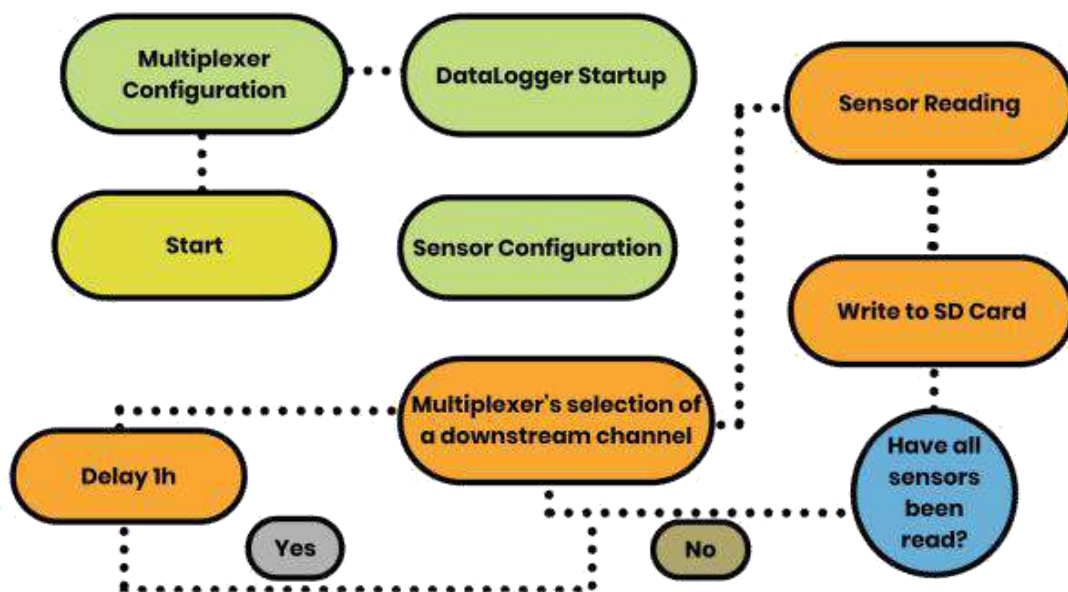 Multiplexer
Configuration
DataLogger Startup
Sensor Reading
Start
Sensor Configuration
Write to SD Card
Multiplexer's selection of
a downstream channel
Delay 1h
Have all
sensors
been
read?
Yes
No